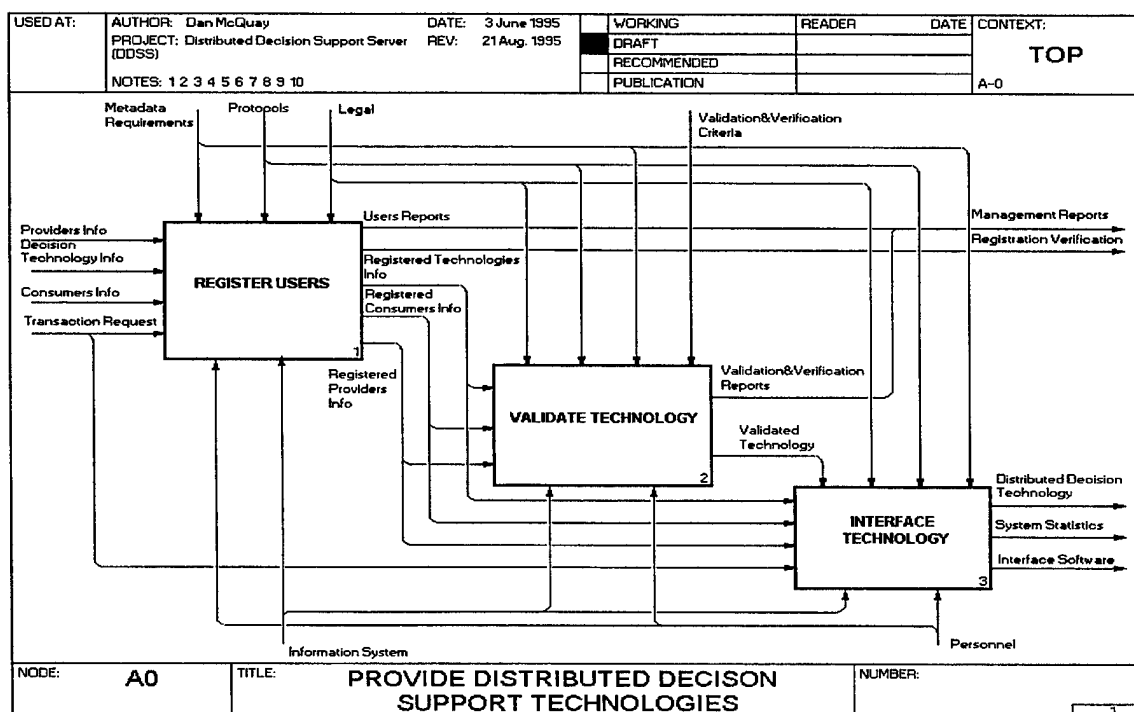 USED AT:
AUTHOR: Dan McQuay
DATE: 3 June 1995
PROJECT: Distributed Decision Support Server
(DDSS)
REV: 21 Aug. 1995
NOTES: 1 2 3 4 5 6 7 8 9 10
WORKING
DRAFT
RECOMMENDED
PUBLICATION
READER DATE
CONTEXT:
TOP
A-0
Metadata
Requirements
Protopols
Legal
Validation&Verification
Criteria
Providers Info
Decision
Technology Info
Consumers Info
Transaction Request
REGISTER USERS
1
Users Reports
Management Reports
Registration Verification
Registered Technologies
Info
Registered
Consumers Info
Registered
Providers
Info
VALIDATE TECHNOLOGY
2
Validation&Verification
Reports
Validated
Technology
INTERFACE
TECHNOLOGY
3
Distributed Decision
Technology
System Statistics
Interface Software
Information System
Personnel
NODE:
A0
TITLE:
PROVIDE DISTRIBUTED DECISON
SUPPORT TECHNOLOGIES
NUMBER:
1